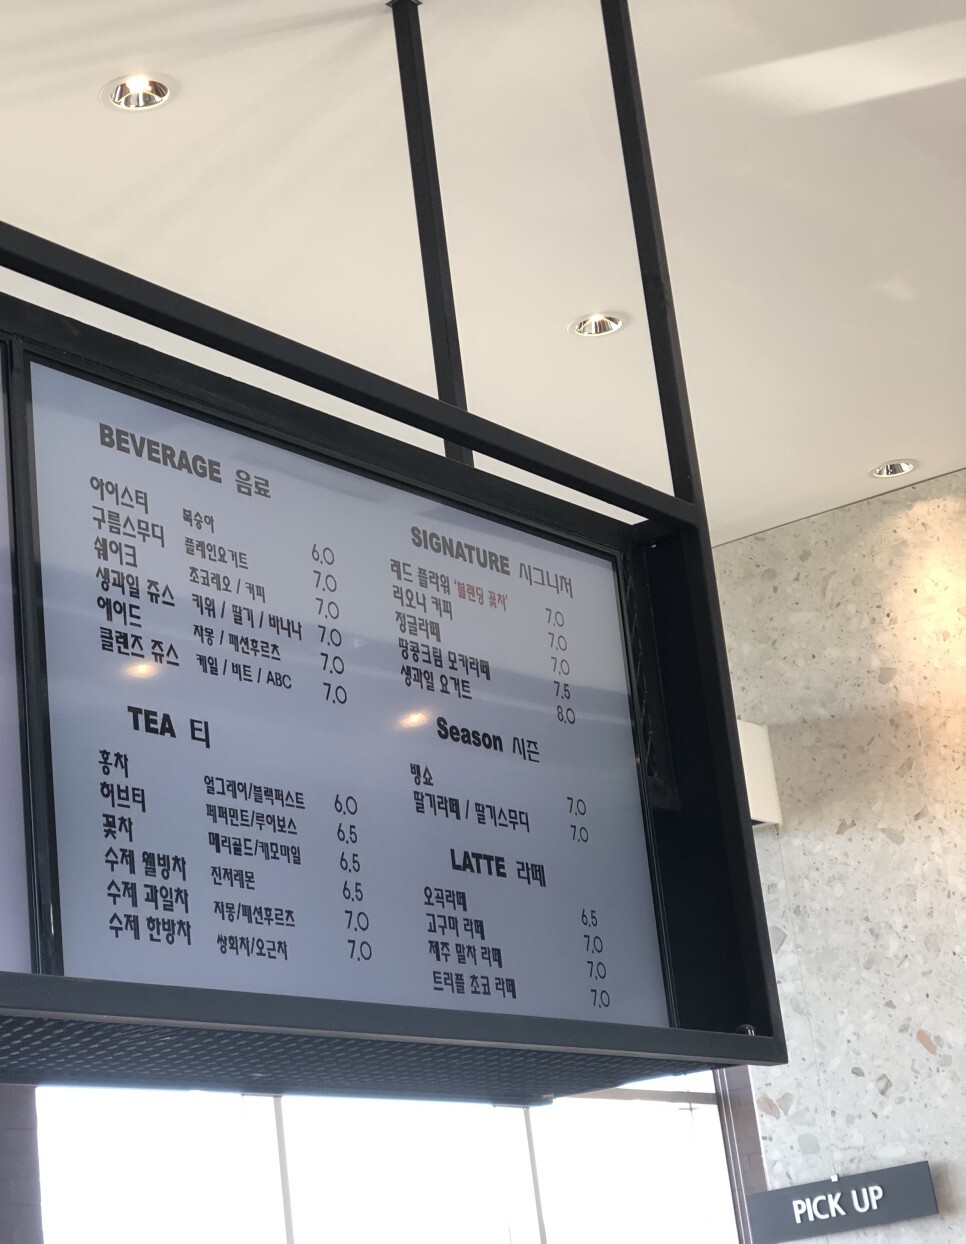 BEVERAGE 음료
아이스티 복숭아 6.0
구름스무디 플레인요거트 7.0
쉐이크 초코레오 / 커피 7.0
생과일 쥬스 키위 / 딸기 / 바나나 7.0
에이드 자몽 / 패션후르츠 7.0
클렌즈 쥬스 케일 / 비트 / ABC 7.0
TEA 티
홍차 얼그레이/블랙퍼스트 6.0
허브티 페퍼민트/루이보스 6.5
꽃차 메리골드/캐모마일 6.5
수제 웰빙차 진저레몬 6.5
수제 과일차 자몽/패션후르츠 7.0
수제 한방차 쌍화차/오근차 7.0
SIGNATURE 시그니처
레드 플라워 '블렌딩 꽃차' 7.0
리오나 커피 7.0
정글라떼 7.0
땅콩크림 모카라떼 7.5
생과일 요거트 8.0
Season 시즌
뱅쇼 7.0
딸기라떼 / 딸기스무디 7.0
LATTE 라떼
오곡라떼 6.5
고구마 라떼 7.0
제주 말차 라떼 7.0
트리플 초코 라떼 7.0
PICK UP